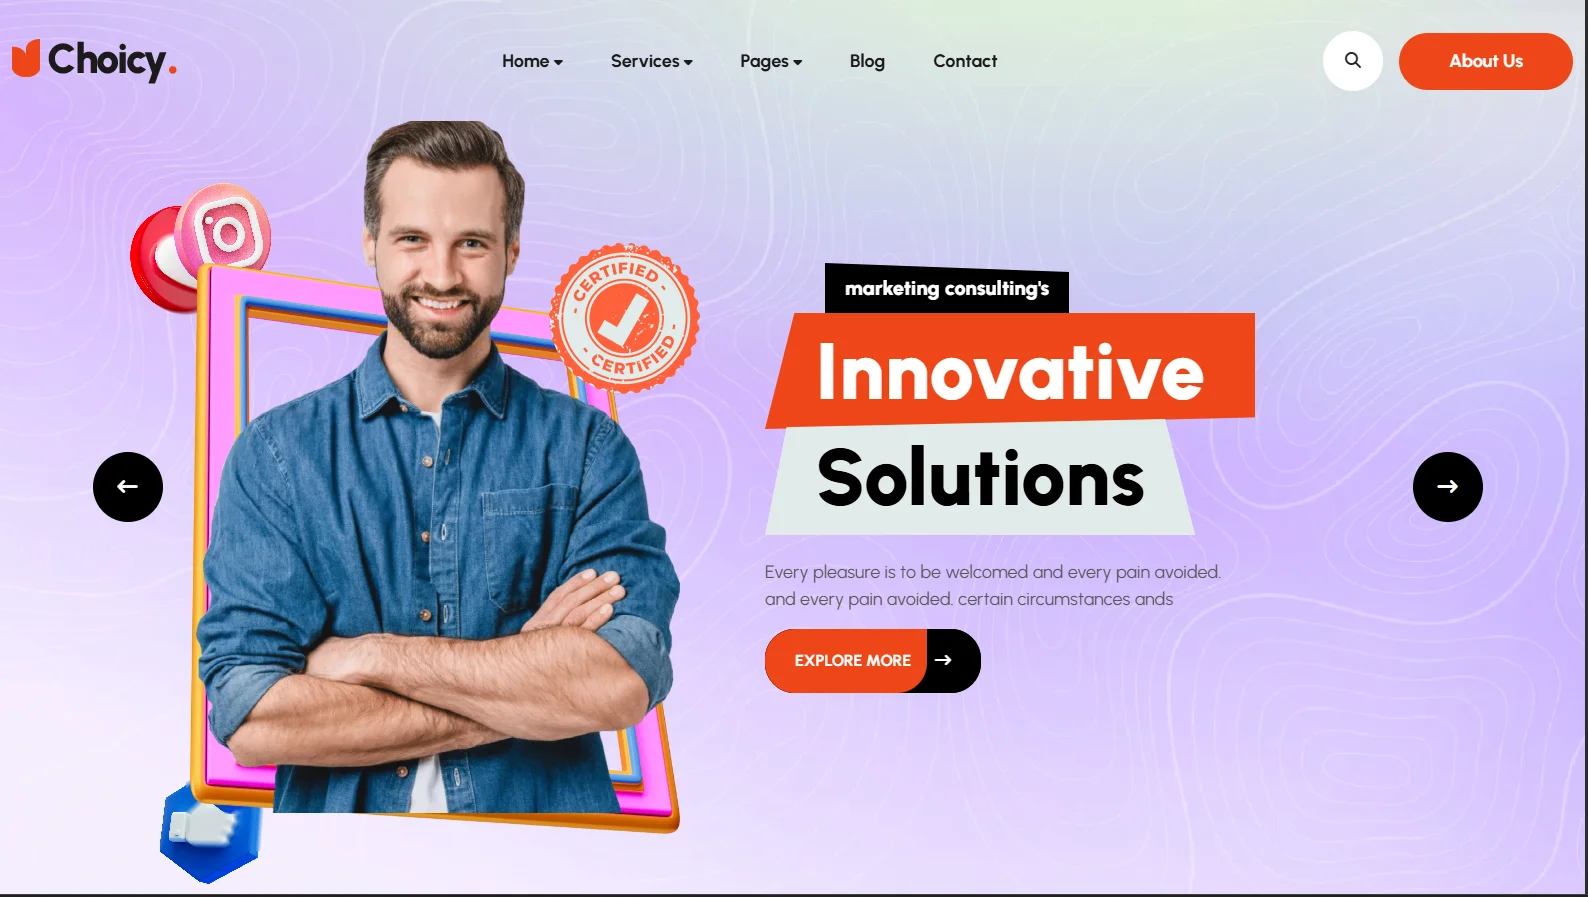 Choicy.
Home
Services
Pages
Blog
Contact
About Us
CERTIFIED
CERTIFIED
marketing consulting's
Innovative
Solutions
Every pleasure is to be welcomed and every pain avoided.
and every pain avoided. certain circumstances ands
EXPLORE MORE